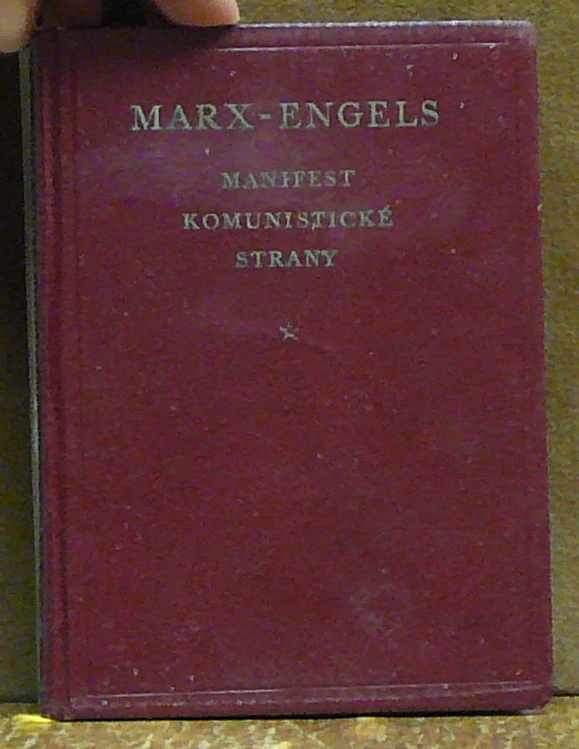 MARX-ENGELS
MANIFEST
KOMUNISTICKÉ
STRANY